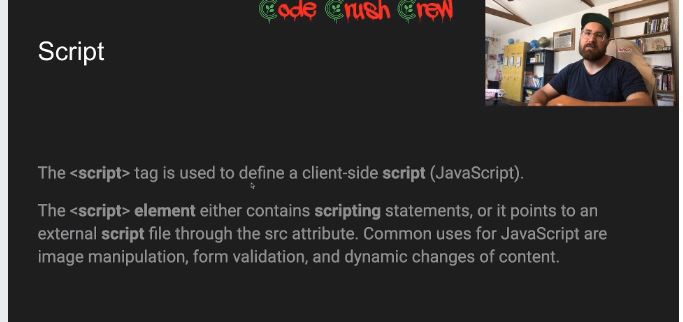 Code Crush Crew
Script
The <script> tag is used to define a client-side script (JavaScript).
The <script> element either contains scripting statements, or it points to an
external script file through the src attribute. Common uses for JavaScript are
image manipulation, form validation, and dynamic changes of content.